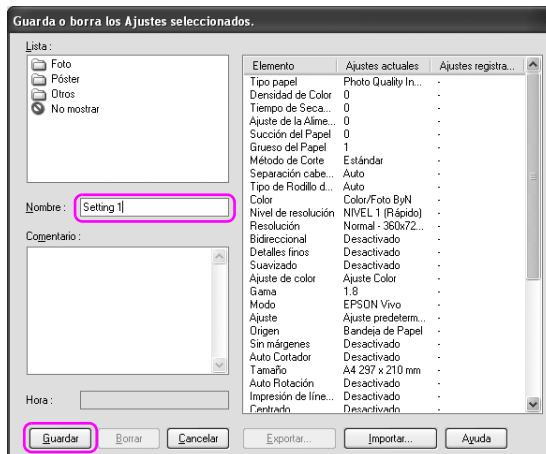 Guarda o borra los Ajustes seleccionados.
Lista :
Foto
Póster
Otros
No mostrar
Nombre : Setting 1
Comentario :
Hora :
Elemento Ajustes actuales Ajustes registra...
Tipo papel Photo Quality In... -
Densidad de Color 0 -
Tiempo de Seca... 0 -
Ajuste de la Alime... 0 -
Succión del Papel 0 -
Grueso del Papel 1 -
Método de Corte Estándar -
Separación cabe... Auto -
Tipo de Rodillo d... Auto -
Color Color/Foto ByN -
Nivel de resolución NIVEL 1 (Rápido) -
Resolución Normal - 360x72... -
Bidireccional Desactivado -
Detalles finos Desactivado -
Suavizado Desactivado -
Ajuste de color Ajuste Color -
Gama 1.8 -
Modo EPSON Vivo -
Ajuste Ajuste predeterm... -
Origen Bandeja de Papel -
Sin márgenes Desactivado -
Auto Cortador Desactivado -
Tamaño A4 297 x 210 mm -
Auto Rotación Desactivado -
Impresión de líne... Desactivado -
Centrado Desactivado -
Guardar Borrar Cancelar Exportar... Importar... Ayuda